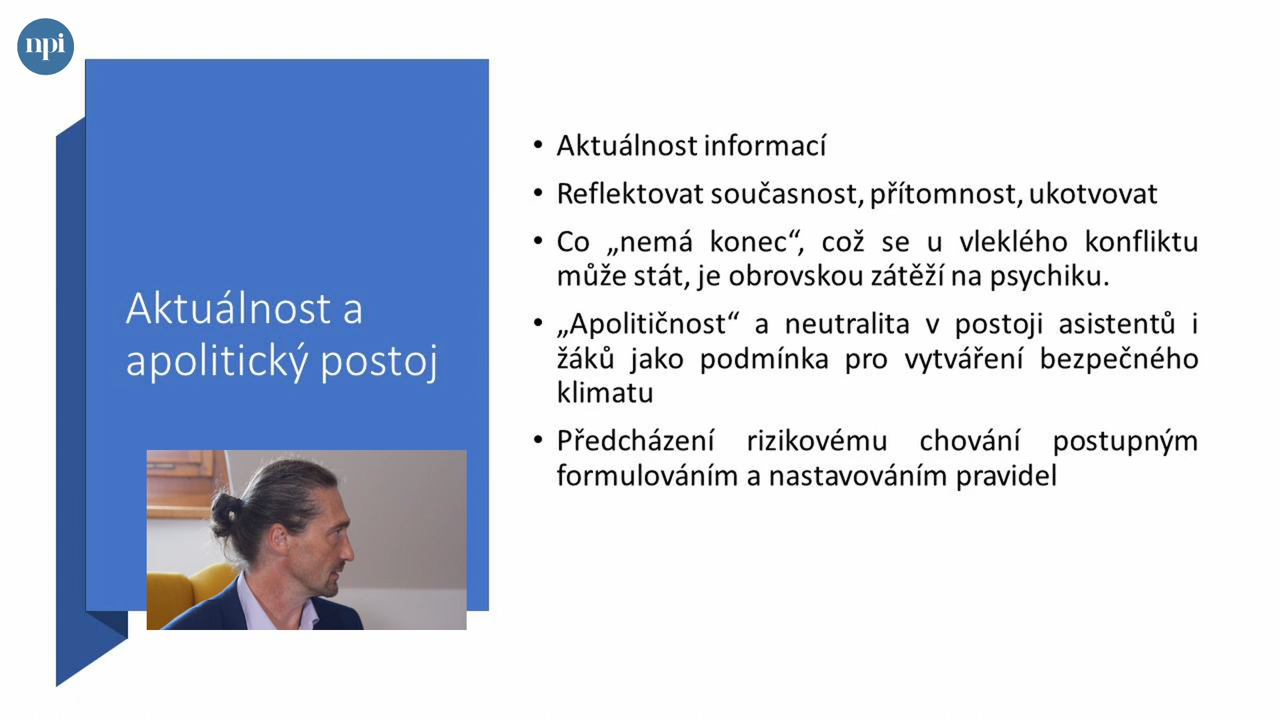 npi
Aktuálnost a
apolitický postoj
• Aktuálnost informací
• Reflektovat současnost, přítomnost, ukotvovat
• Co „nemá konec“, což se u vleklého konfliktu
může stát, je obrovskou zátěží na psychiku.
• „Apolitičnost“ a neutralita v postoji asistentů i
žáků jako podmínka pro vytváření bezpečného
klimatu
• Předcházení rizikovému chování postupným
formulováním a nastavováním pravidel